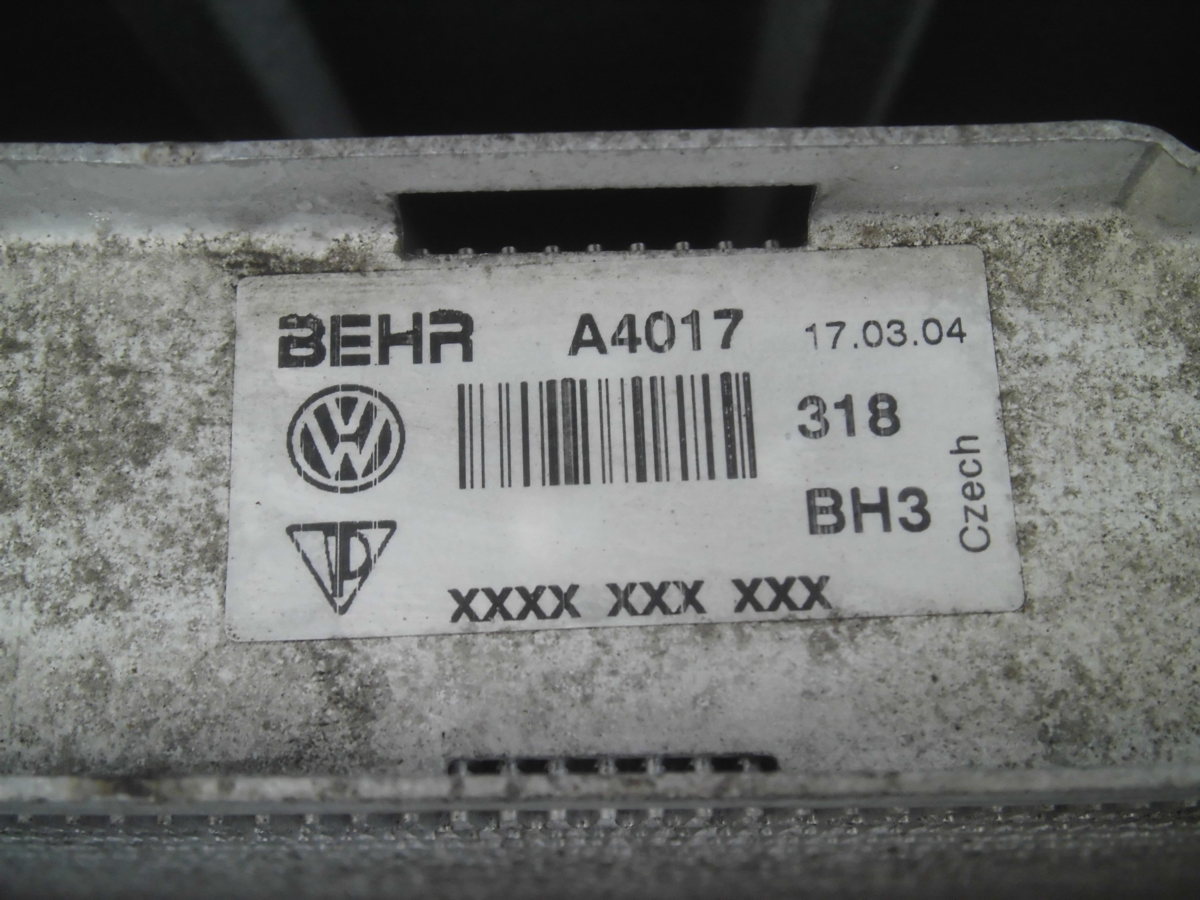 BEHR A4017 17.03.04
318
BH3
Czech
XXXX XXX XXX